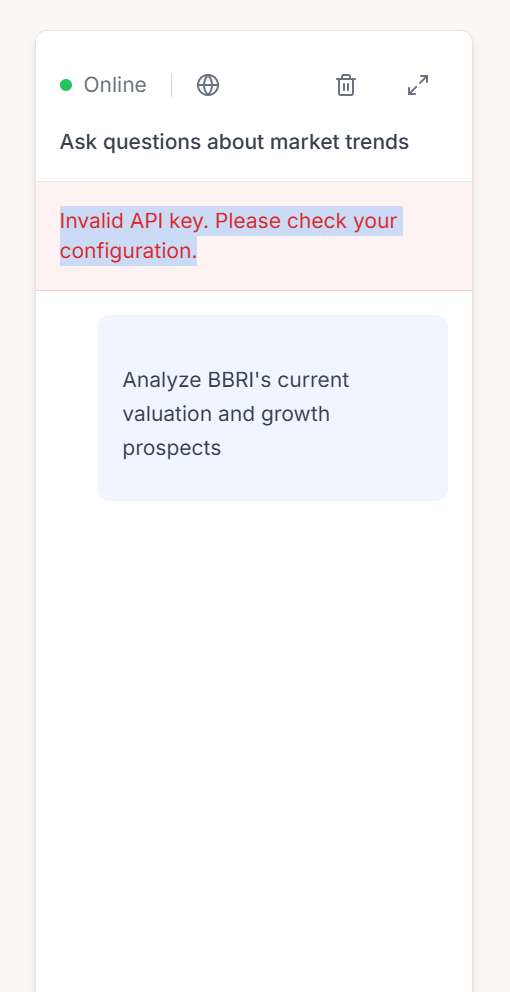 Online
Ask questions about market trends
Invalid API key. Please check your
configuration.
Analyze BBRI's current
valuation and growth
prospects